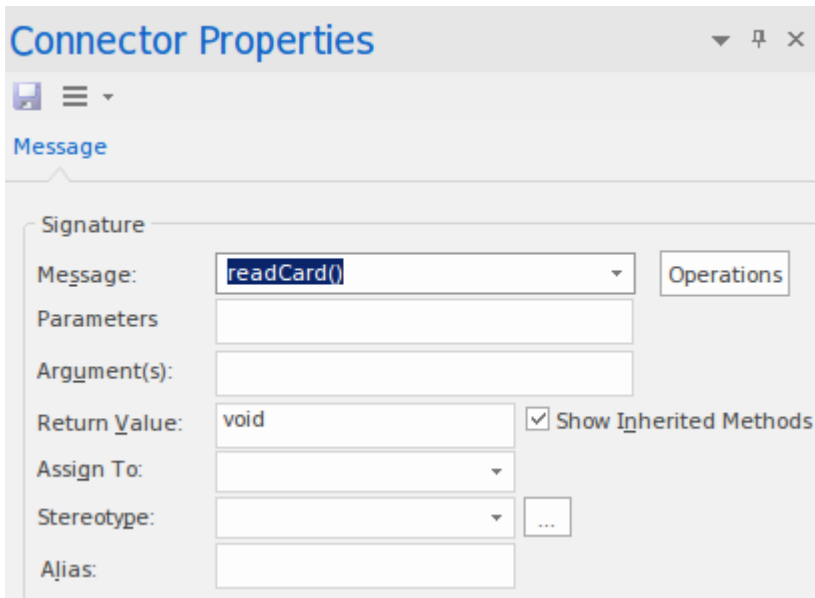 Connector Properties
Message
Signature
Message: readCard() Operations
Parameters
Argument(s):
Return Value: void Show Inherited Methods
Assign To:
Stereotype: ...
Alias: